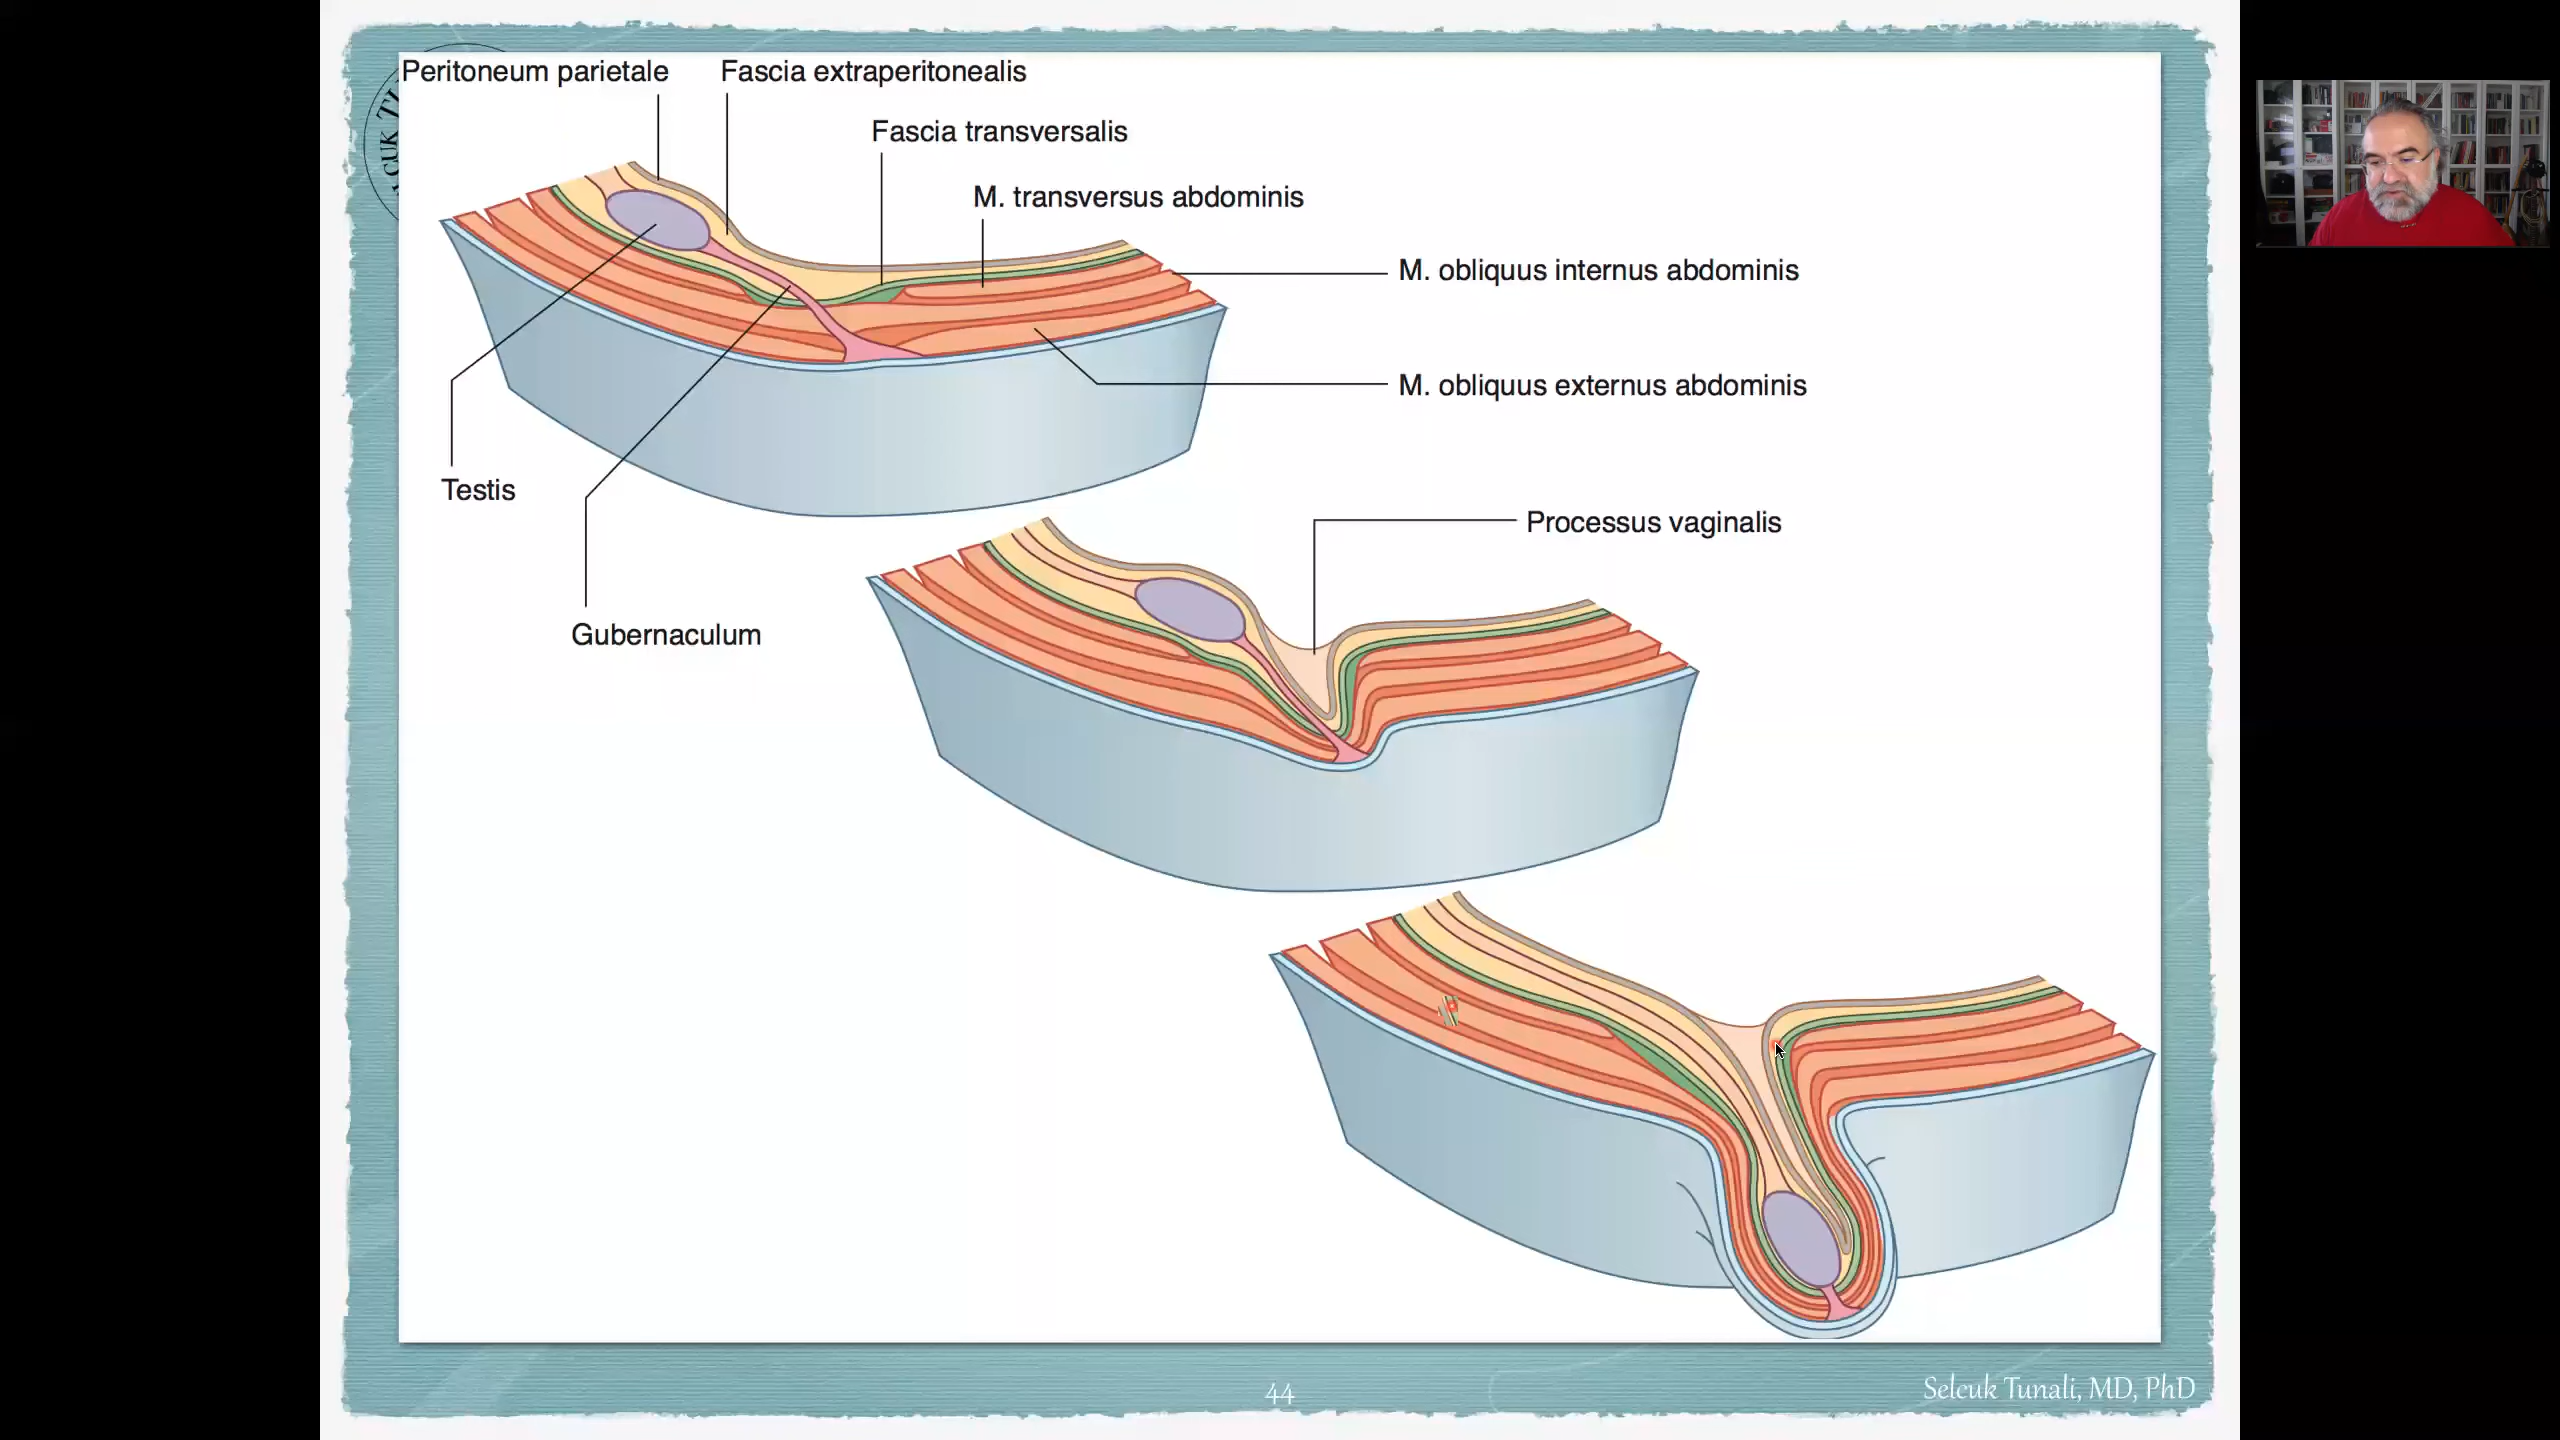 Peritoneum parietale
Fascia extraperitonealis
Fascia transversalis
M. transversus abdominis
M. obliquus internus abdominis
M. obliquus externus abdominis
Testis
Processus vaginalis
Gubernaculum
44
Selcuk Tunali, MD, PhD